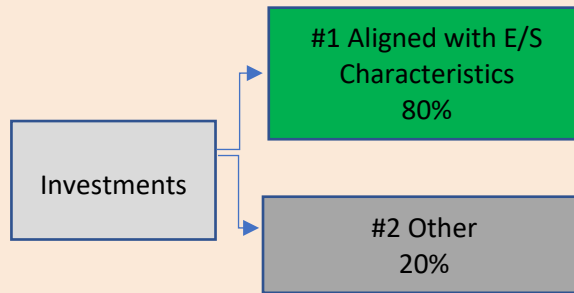 #1 Aligned with E/S
Characteristics
80%
Investments
#2 Other
20%